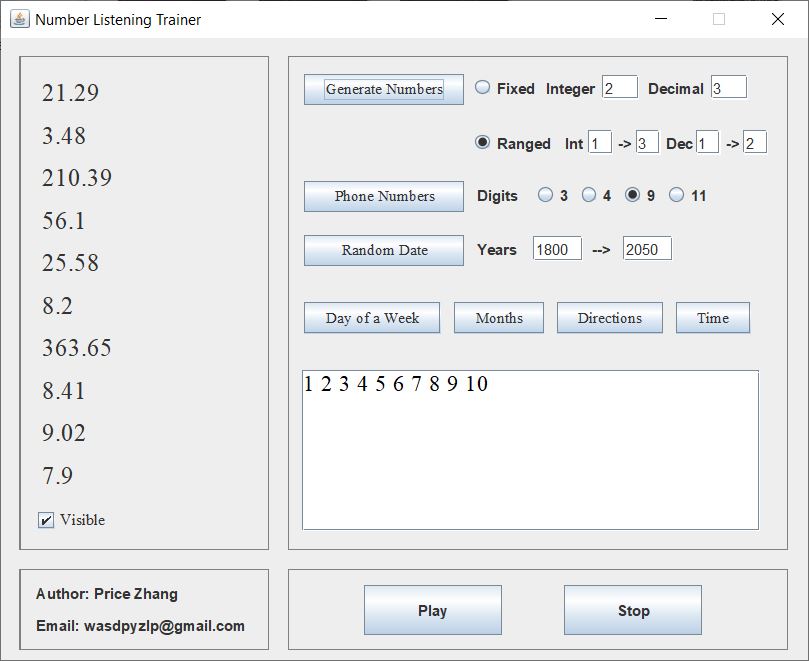 Number Listening Trainer
21.29
3.48
210.39
56.1
25.58
8.2
363.65
8.41
9.02
7.9
Visible
Generate Numbers Fixed Integer 2 Decimal 3
Ranged Int 1 -> 3 Dec 1 -> 2
Phone Numbers Digits 3 4 9 11
Random Date Years 1800 --> 2050
Day of a Week Months Directions Time
1 2 3 4 5 6 7 8 9 10
Author: Price Zhang
Email: wasdpyzlp@gmail.com
Play Stop